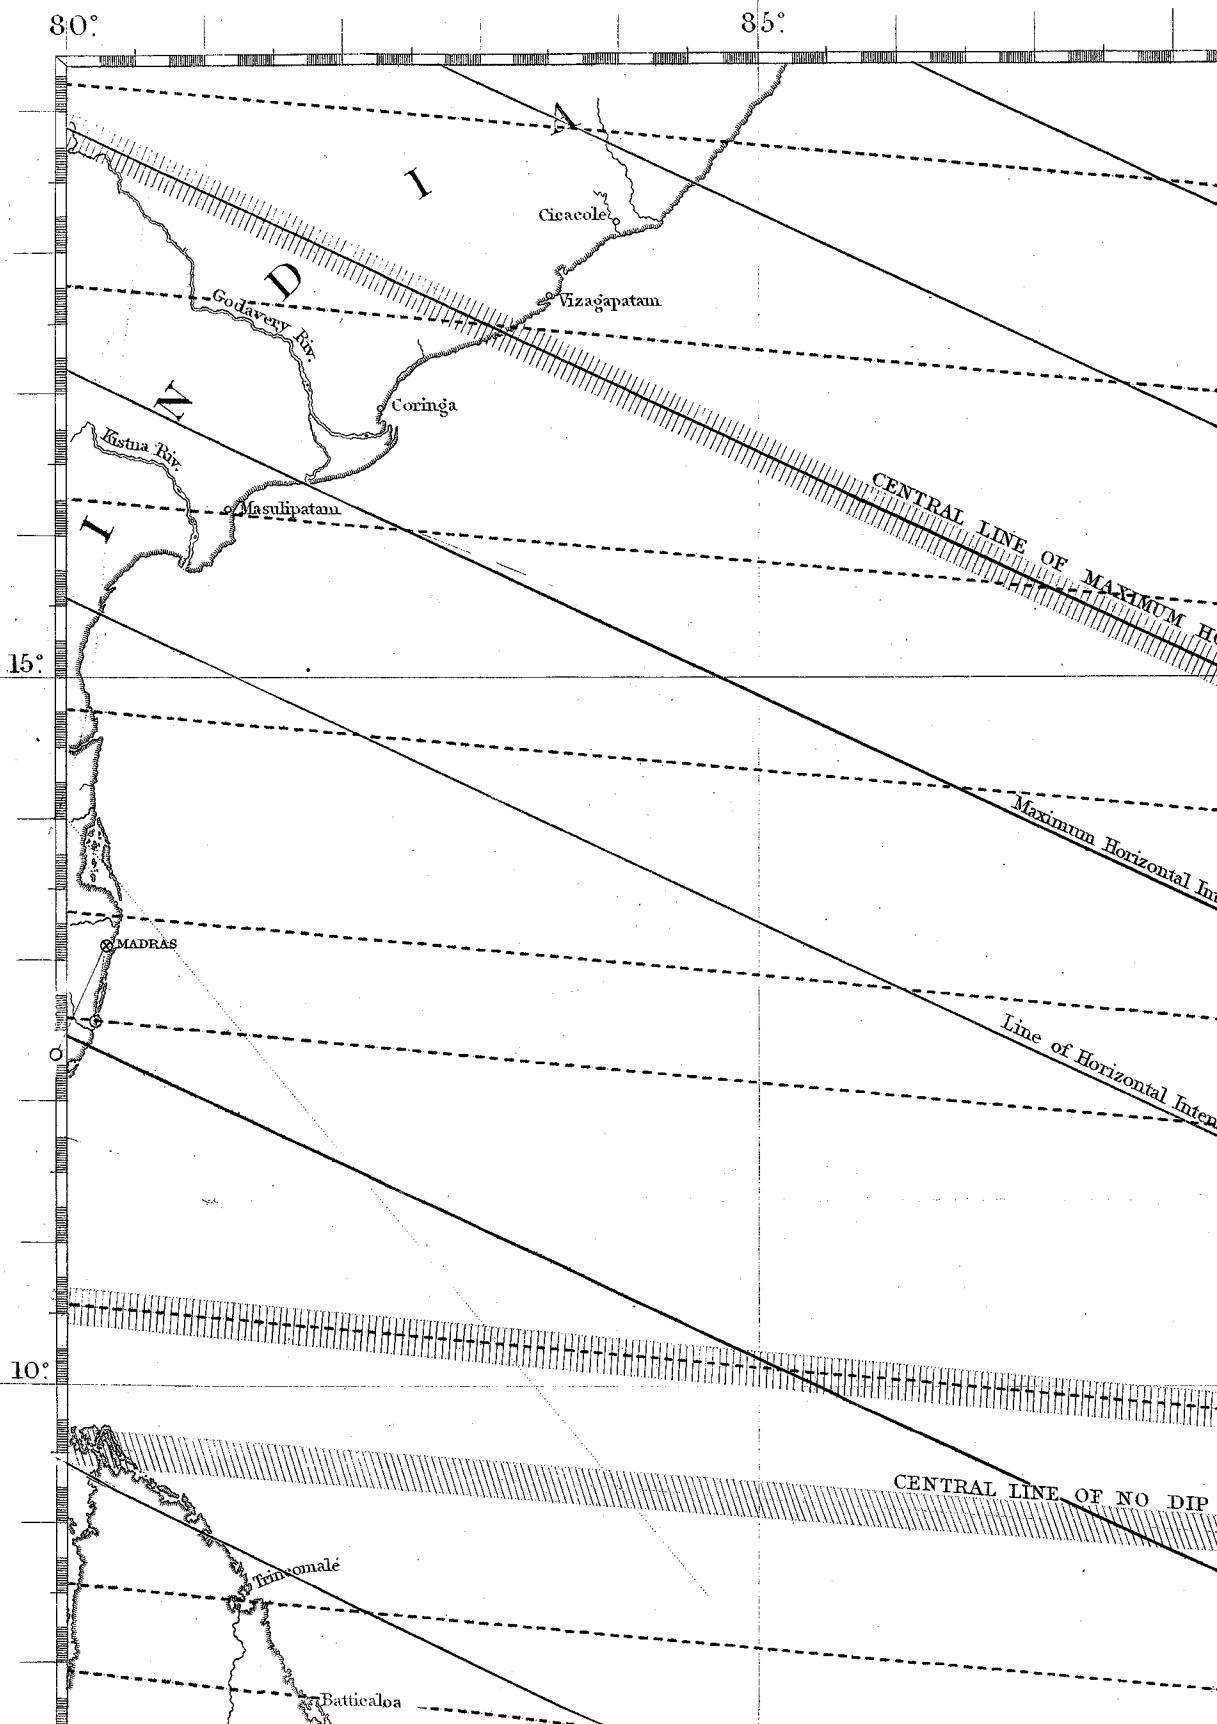 80°.
85°.
A
I
Cicacole
D
Vizagapatam
Godavery Riv.
N
Coringa
Kistna Riv.
CENTRAL LINE OF MAXIMUM
Masulipatam
I
15°.
Maximum Horizontal
MADRAS
Line of Horizontal
10°.
CENTRAL LINE OF NO DIP
Trincomalé
Batticaloa